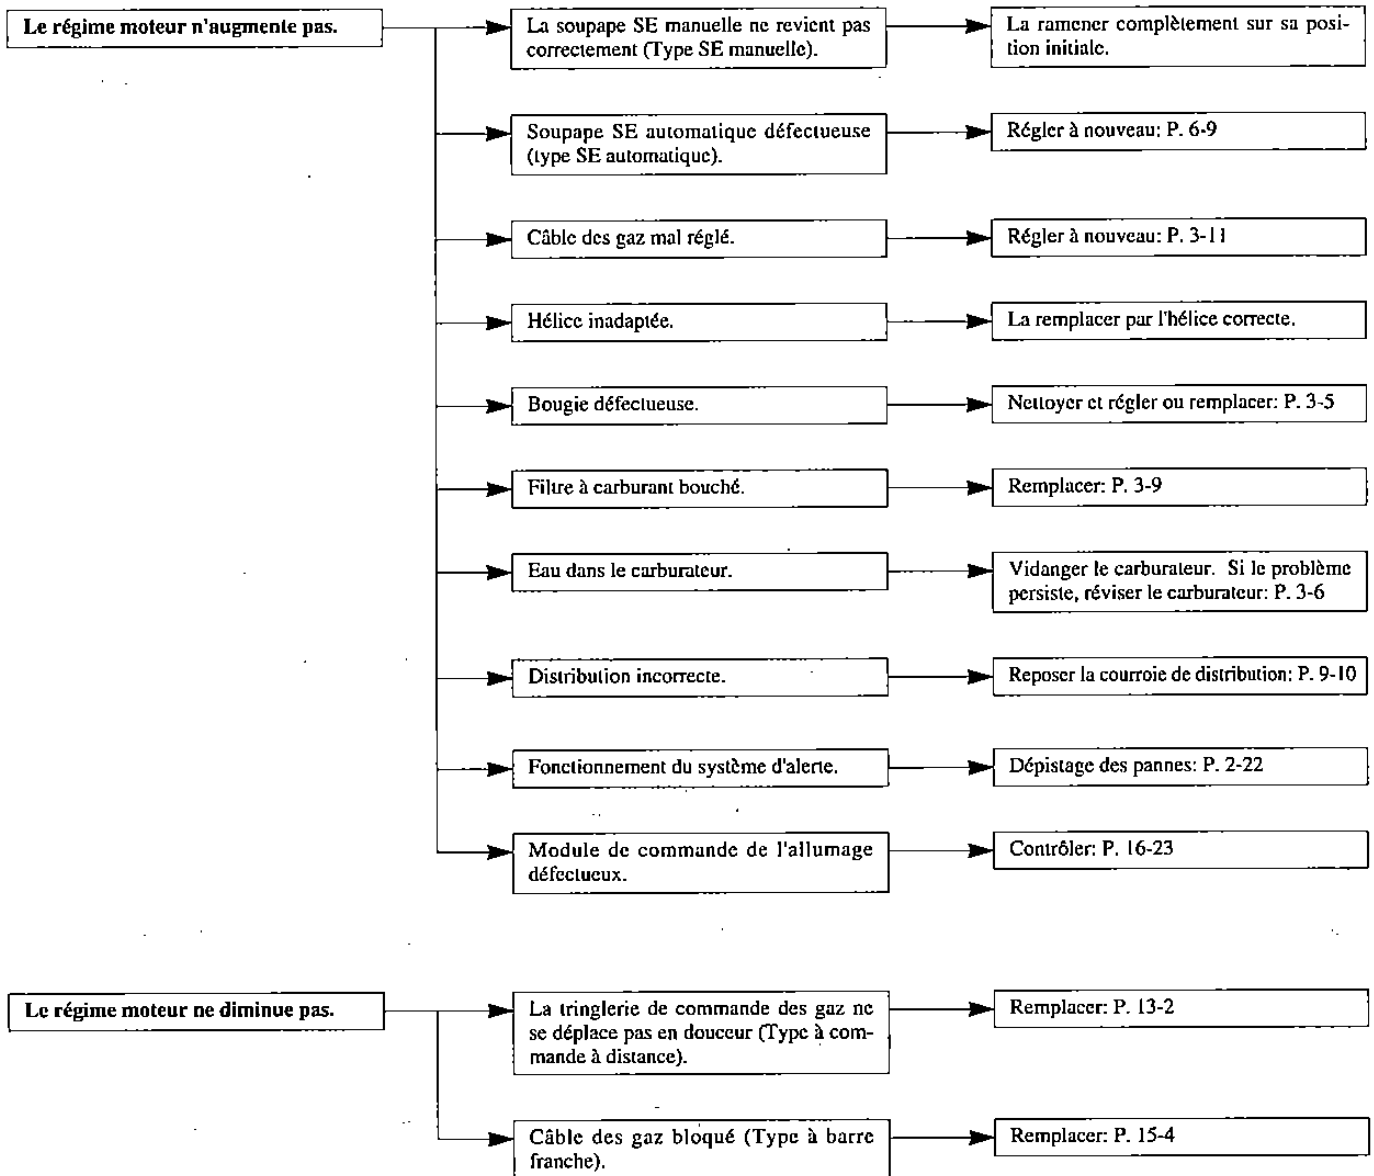 Le régime moteur n'augmente pas.
La soupape SE manuelle ne revient pas
correctement (Type SE manuelle).
La ramener complètement sur sa posi-
tion initiale.
Soupape SE automatique défectueuse
(type SE automatique).
Régler à nouveau: P. 6-9
Câble des gaz mal réglé.
Régler à nouveau: P. 3-11
Hélice inadaptée.
La remplacer par l'hélice correcte.
Bougie défectueuse.
Nettoyer et régler ou remplacer: P. 3-5
Filtre à carburant bouché.
Remplacer: P. 3-9
Eau dans le carburateur.
Vidanger le carburateur. Si le problème
persiste, réviser le carburateur: P. 3-6
Distribution incorrecte.
Reposer la courroie de distribution: P. 9-10
Fonctionnement du système d'alerte.
Dépistage des pannes: P. 2-22
Module de commande de l'allumage
défectueux.
Contrôler: P. 16-23
Le régime moteur ne diminue pas.
La tringlerie de commande des gaz ne
se déplace pas en douceur (Type à com-
mande à distance).
Remplacer: P. 13-2
Câble des gaz bloqué (Type à barre
franche).
Remplacer: P. 15-4